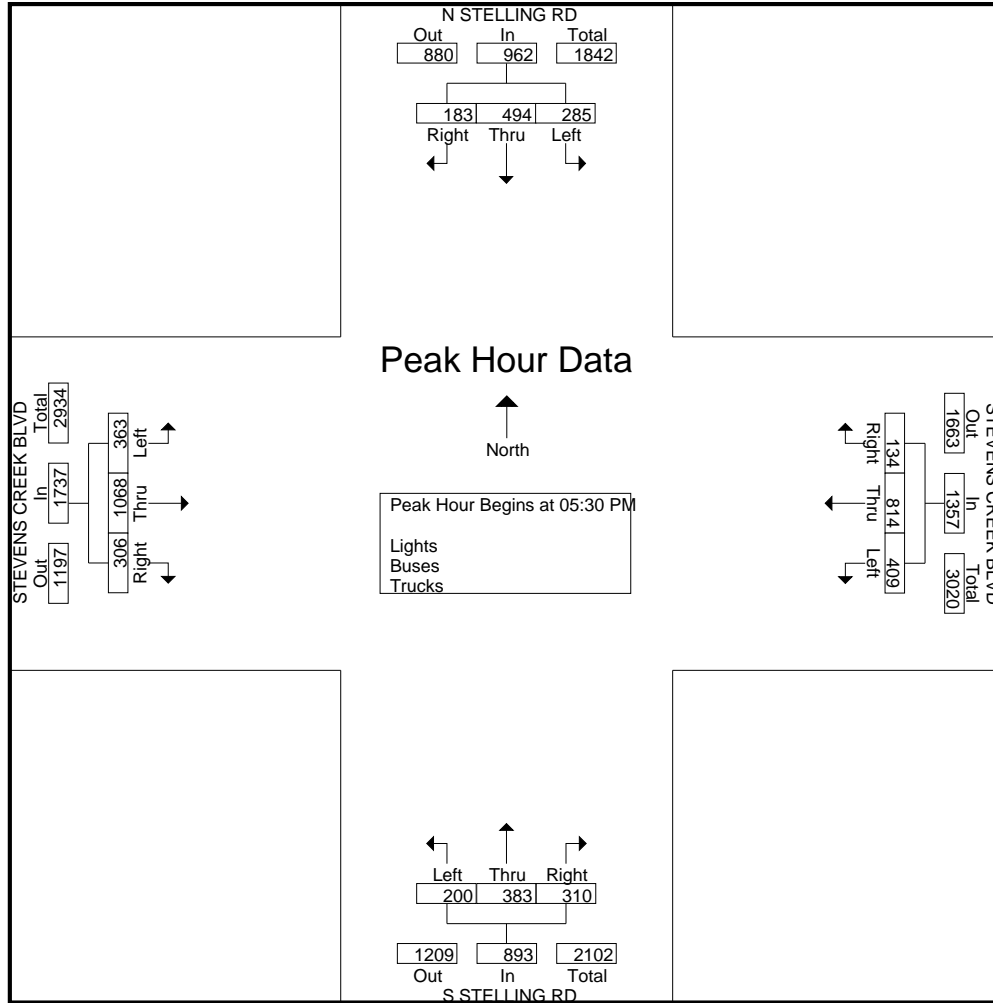 N STELLING RD
Out In Total
880 962 1842
183 494 285
Right Thru Left
Peak Hour Data
North
Peak Hour Begins at 05:30 PM
Lights
Buses
Trucks
STEVENS CREEK BLVD
Out In Total
1197 1737 2934
306 1068 363
Right Thru Left
STEVENS CREEK BLVD
Out In Total
1663 1357 3020
134 814 409
Right Thru Left
Left Thru Right
200 383 310
1209 893 2102
Out In Total
S STELLING RD